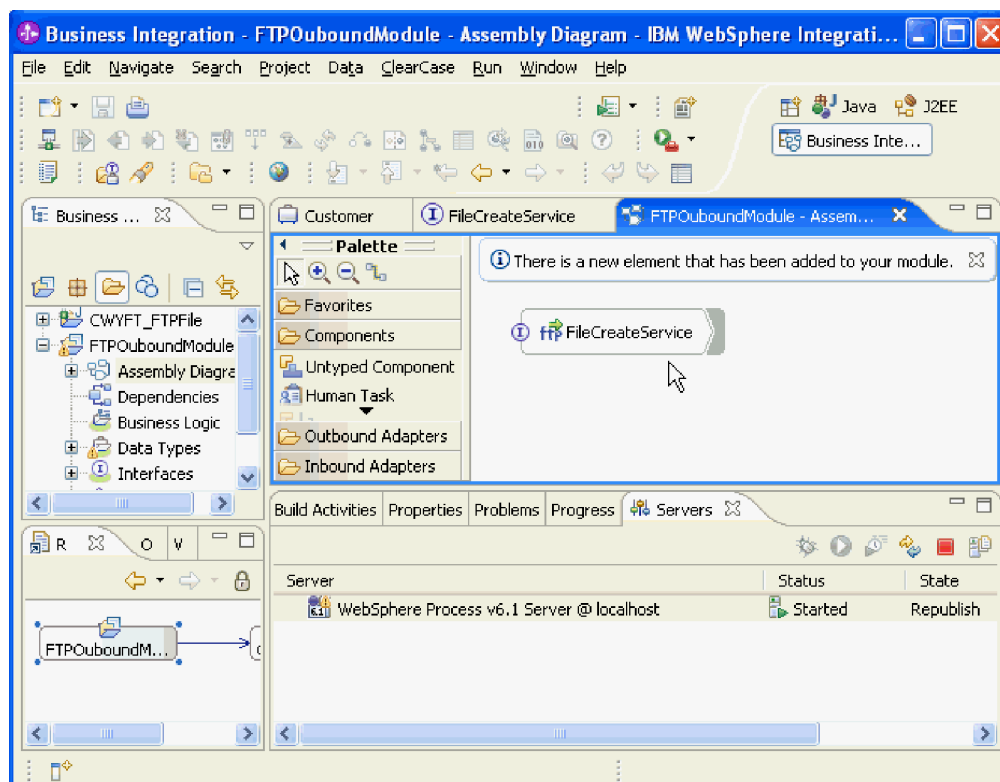 Business Integration - FTPOuboundModule - Assembly Diagram - IBM WebSphere Integrati...
File Edit Navigate Search Project Data ClearCase Run Window Help
Java J2EE
Business Inte...
Business ...
Customer FileCreateService FTPOuboundModule - Assem...
Palette
There is a new element that has been added to your module.
Favorites
Components
Untyped Component
Human Task
Outbound Adapters
Inbound Adapters
ftp FileCreateService
CWYFT_FTPFile
FTPOuboundModule
Assembly Diagra
Dependencies
Business Logic
Data Types
Interfaces
Build Activities Properties Problems Progress Servers
R O V
FTPOuboundM...
Server Status State
6.1 WebSphere Process v6.1 Server @ localhost Started Republish